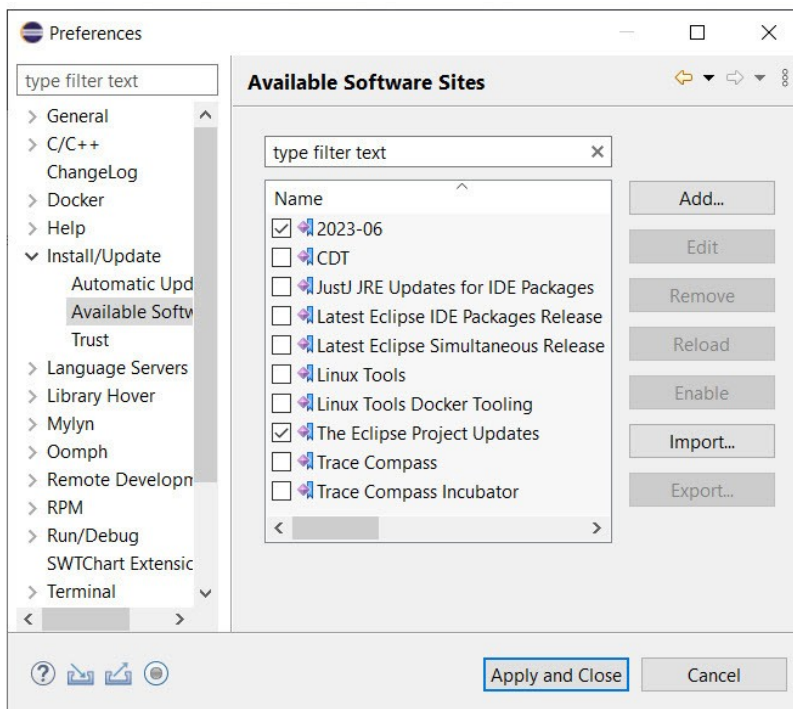 Preferences
type filter text
General
C/C++
ChangeLog
Docker
Help
Install/Update
Automatic Upd
Available Softw
Trust
Language Servers
Library Hover
Mylyn
Oomph
Remote Developm
RPM
Run/Debug
SWTChart Extensic
Terminal
Available Software Sites
type filter text
Name
2023-06
CDT
JustJ JRE Updates for IDE Packages
Latest Eclipse IDE Packages Release
Latest Eclipse Simultaneous Release
Linux Tools
Linux Tools Docker Tooling
The Eclipse Project Updates
Trace Compass
Trace Compass Incubator
Add...
Edit
Remove
Reload
Enable
Import...
Export...
Apply and Close
Cancel